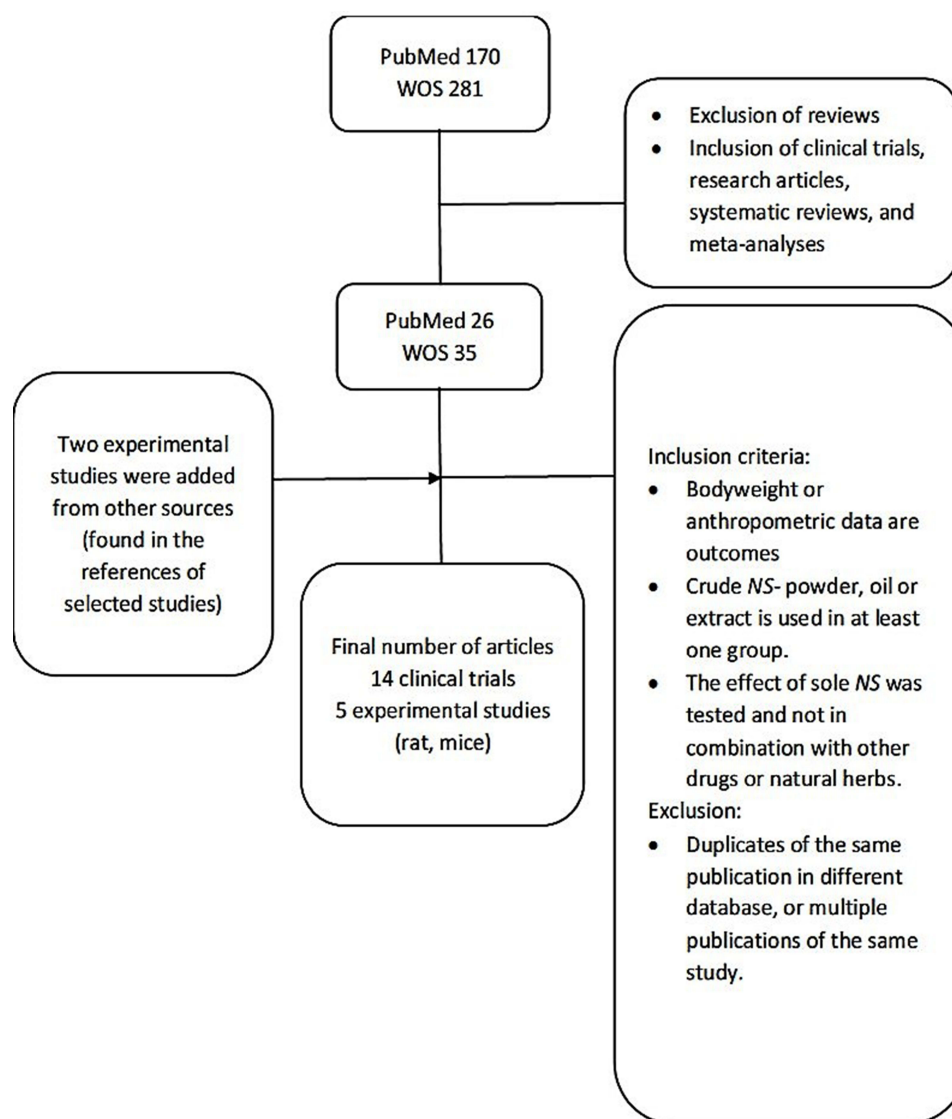 PubMed 170
WOS 281
• Exclusion of reviews
• Inclusion of clinical trials,
research articles,
systematic reviews, and
meta-analyses
PubMed 26
WOS 35
Two experimental
studies were added
from other sources
(found in the
references of
selected studies)
Inclusion criteria:
• Bodyweight or
anthropometric data are
outcomes
• Crude NS- powder, oil or
extract is used in at least
one group.
• The effect of sole NS was
tested and not in
combination with other
drugs or natural herbs.
Exclusion:
• Duplicates of the same
publication in different
database, or multiple
publications of the same
study.
Final number of articles
14 clinical trials
5 experimental studies
(rat, mice)